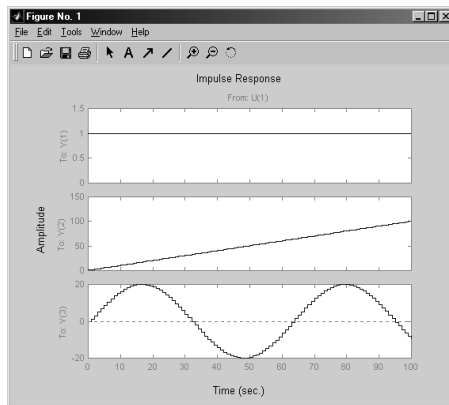 Figure No. 1
File Edit Tools Window Help
A
Impulse Response
From: U(1)
1.5
1
0.5
0
To: Y(1)
150
100
50
0
To: Y(2)
Amplitude
20
0
-20
To: Y(3)
0 10 20 30 40 50 60 70 80 90 100
Time (sec.)